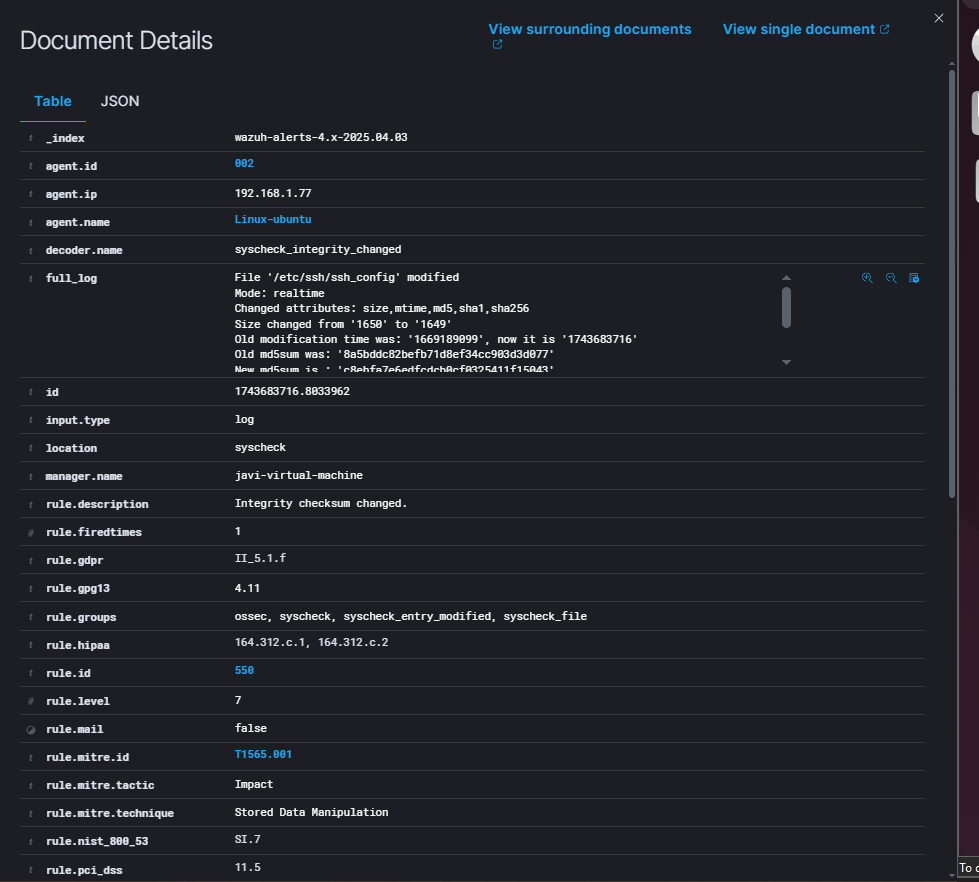 Document Details
View surrounding documents
View single document
Table
JSON
t _index wazuh-alerts-4.x-2025.04.03
t agent.id 002
t agent.ip 192.168.1.77
t agent.name Linux-ubuntu
t decoder.name syscheck_integrity_changed
t full_log File '/etc/ssh/ssh_config' modified
Mode: realtime
Changed attributes: size,mtime,md5,sha1,sha256
Size changed from '1650' to '1649'
Old modification time was: '1669189099', now it is '1743683716'
Old md5sum was: '8a5bddc82befb71d8ef34cc903d3d077'
New md5sum is : 'c8ebfa7e6edfcdcb0cf0325411f15043'
t id 1743683716.8033962
t input.type log
t location syscheck
t manager.name javi-virtual-machine
t rule.description Integrity checksum changed.
# rule.firedtimes 1
t rule.gdpr II_5.1.f
t rule.gpg13 4.11
t rule.groups ossec, syscheck, syscheck_entry_modified, syscheck_file
t rule.hipaa 164.312.c.1, 164.312.c.2
t rule.id 550
# rule.level 7
rule.mail false
t rule.mitre.id T1565.001
t rule.mitre.tactic Impact
t rule.mitre.technique Stored Data Manipulation
t rule.nist_800_53 SI.7
t rule.pci_dss 11.5
To